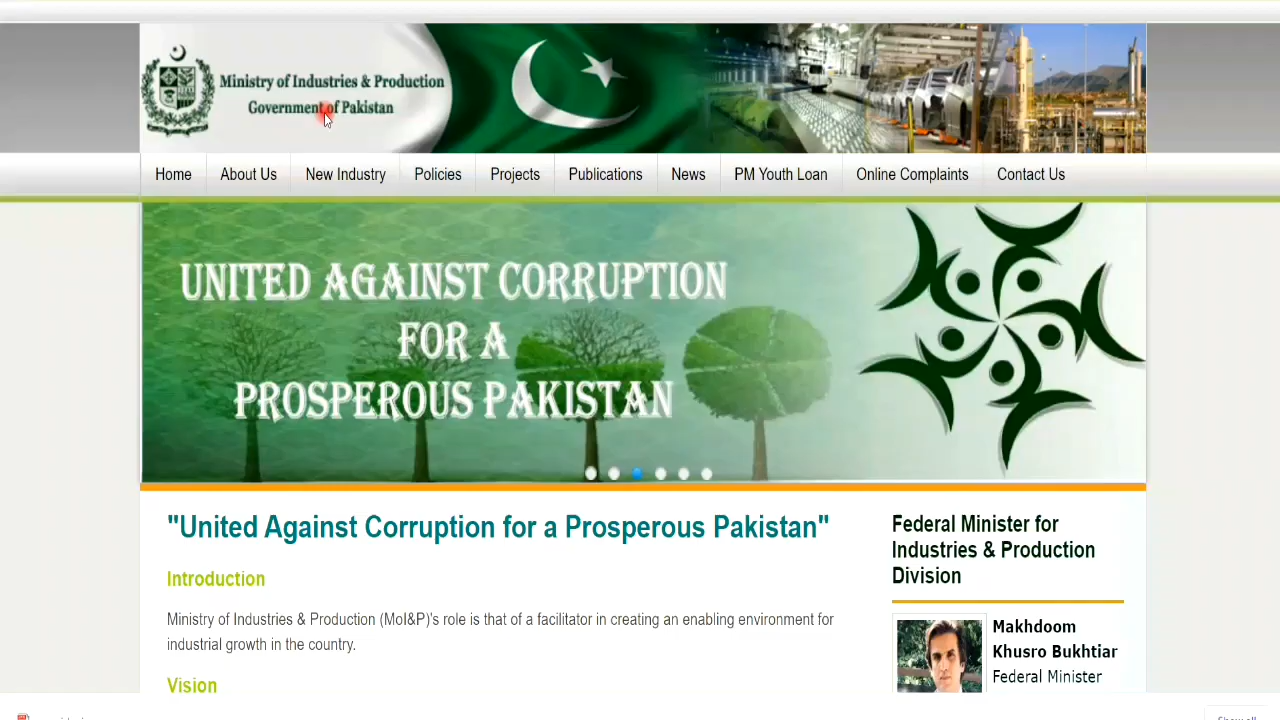 Ministry of Industries & Production
Government of Pakistan
Home About Us New Industry Policies Projects Publications News PM Youth Loan Online Complaints Contact Us
UNITED AGAINST CORRUPTION
FOR A
PROSPEROUS PAKISTAN
"United Against Corruption for a Prosperous Pakistan"
Introduction
Ministry of Industries & Production (MoI&P)'s role is that of a facilitator in creating an enabling environment for
industrial growth in the country.
Vision
Federal Minister for
Industries & Production
Division
Makhdoom
Khusro Bukhtiar
Federal Minister
Show all